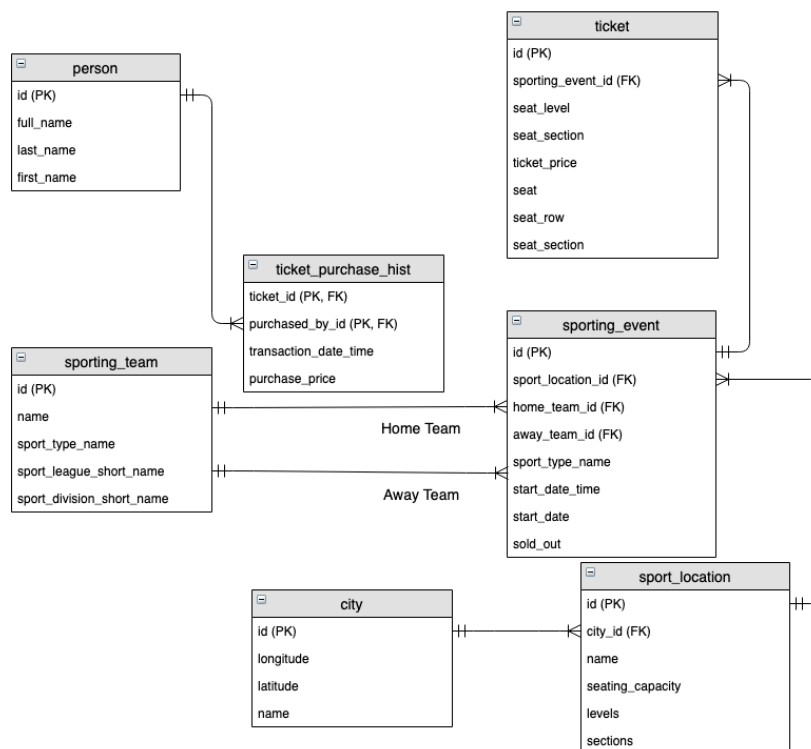 person
id (PK)
full_name
last_name
first_name
ticket
id (PK)
sporting_event_id (FK)
seat_level
seat_section
ticket_price
seat
seat_row
seat_section
ticket_purchase_hist
ticket_id (PK, FK)
purchased_by_id (PK, FK)
transaction_date_time
purchase_price
sporting_team
id (PK)
name
sport_type_name
sport_league_short_name
sport_division_short_name
Home Team
Away Team
sporting_event
id (PK)
sport_location_id (FK)
home_team_id (FK)
away_team_id (FK)
sport_type_name
start_date_time
start_date
sold_out
city
id (PK)
longitude
latitude
name
sport_location
id (PK)
city_id (FK)
name
seating_capacity
levels
sections